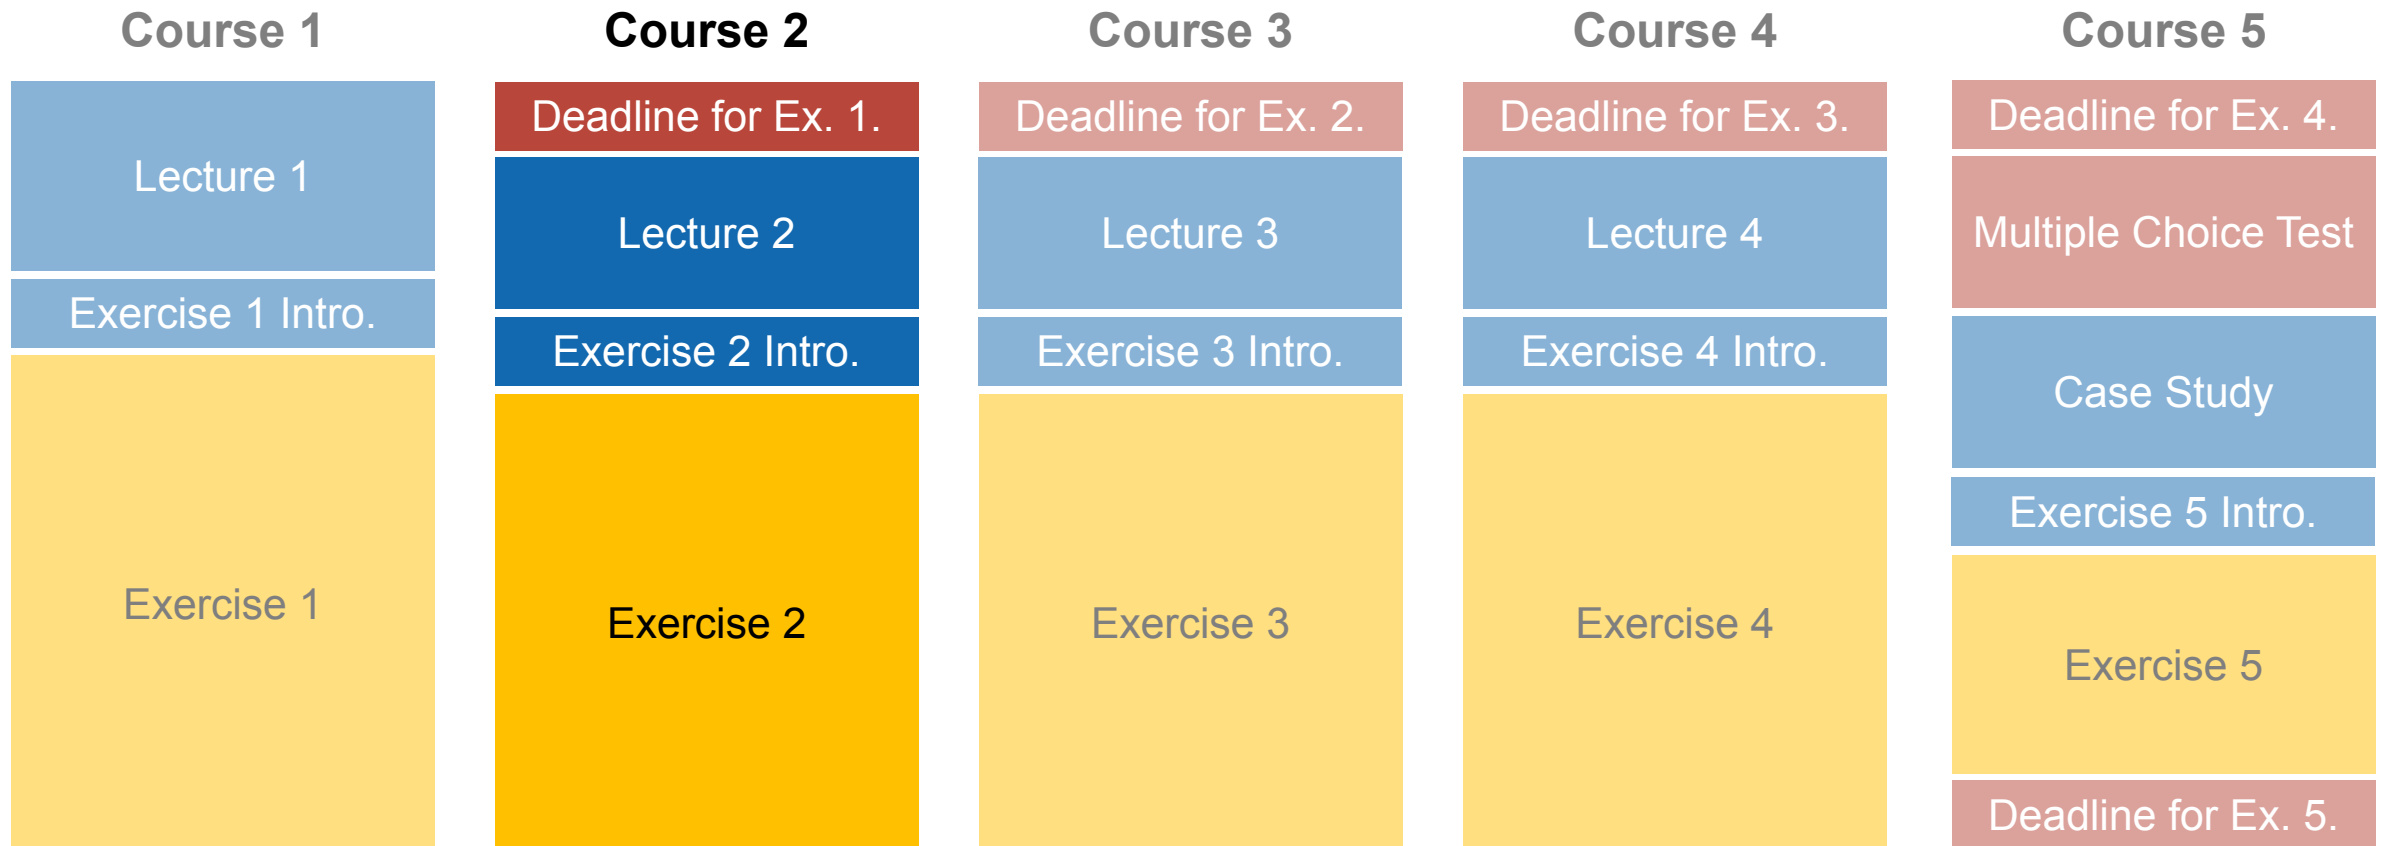 Course 1
Lecture 1
Exercise 1 Intro.
Exercise 1
Course 2
Deadline for Ex. 1.
Lecture 2
Exercise 2 Intro.
Exercise 2
Course 3
Deadline for Ex. 2.
Lecture 3
Exercise 3 Intro.
Exercise 3
Course 4
Deadline for Ex. 3.
Lecture 4
Exercise 4 Intro.
Exercise 4
Course 5
Deadline for Ex. 4.
Multiple Choice Test
Case Study
Exercise 5 Intro.
Exercise 5
Deadline for Ex. 5.